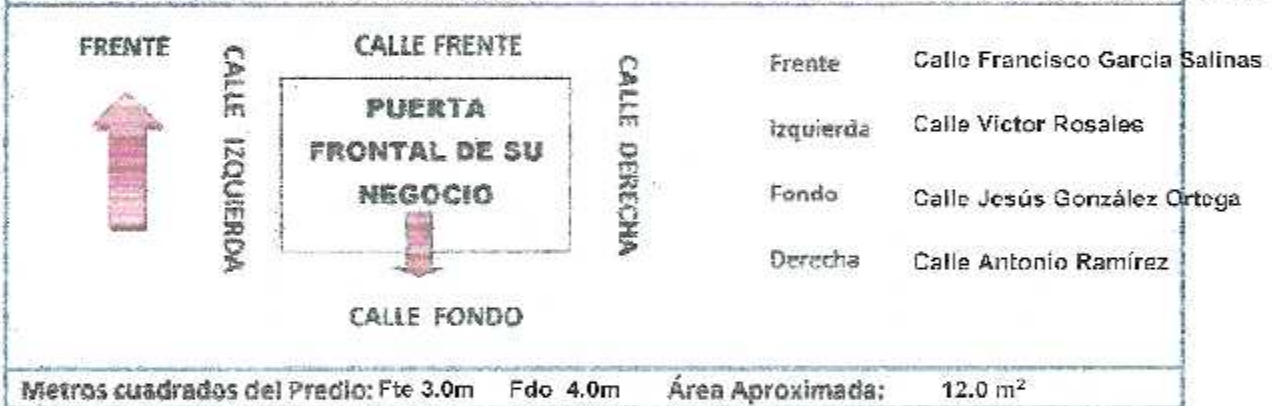 FRENTE
CALLE IZQUIERDA
CALLE FRENTE
PUERTA
FRONTAL DE SU
NEGOCIO
CALLE DERECHA
CALLE FONDO
Frente Calle Francisco Garcia Salinas
Izquierda Calle Victor Rosales
Fondo Calle Jesús González Ortega
Derecha Calle Antonio Ramírez
Metros cuadrados del Predio: Fte 3.0m Fdo 4.0m Área Aproximada: 12.0 m²